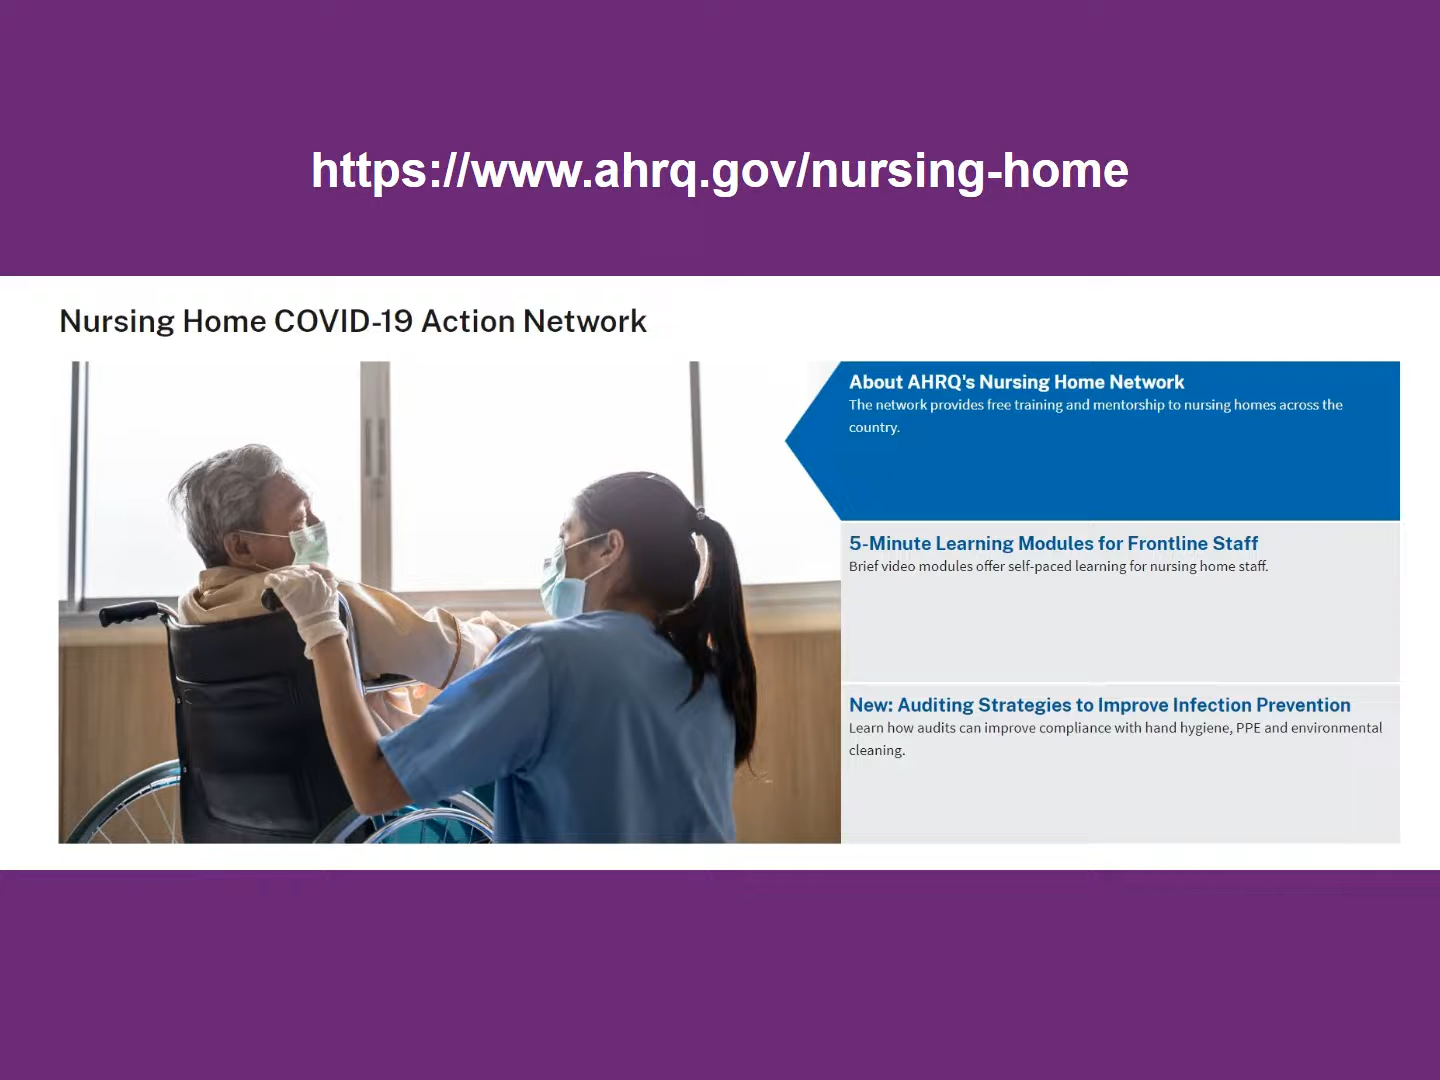 https://www.ahrq.gov/nursing-home
Nursing Home COVID-19 Action Network
About AHRQ's Nursing Home Network
The network provides free training and mentorship to nursing homes across the
country.
5-Minute Learning Modules for Frontline Staff
Brief video modules offer self-paced learning for nursing home staff.
New: Auditing Strategies to Improve Infection Prevention
Learn how audits can improve compliance with hand hygiene, PPE and environmental
cleaning.